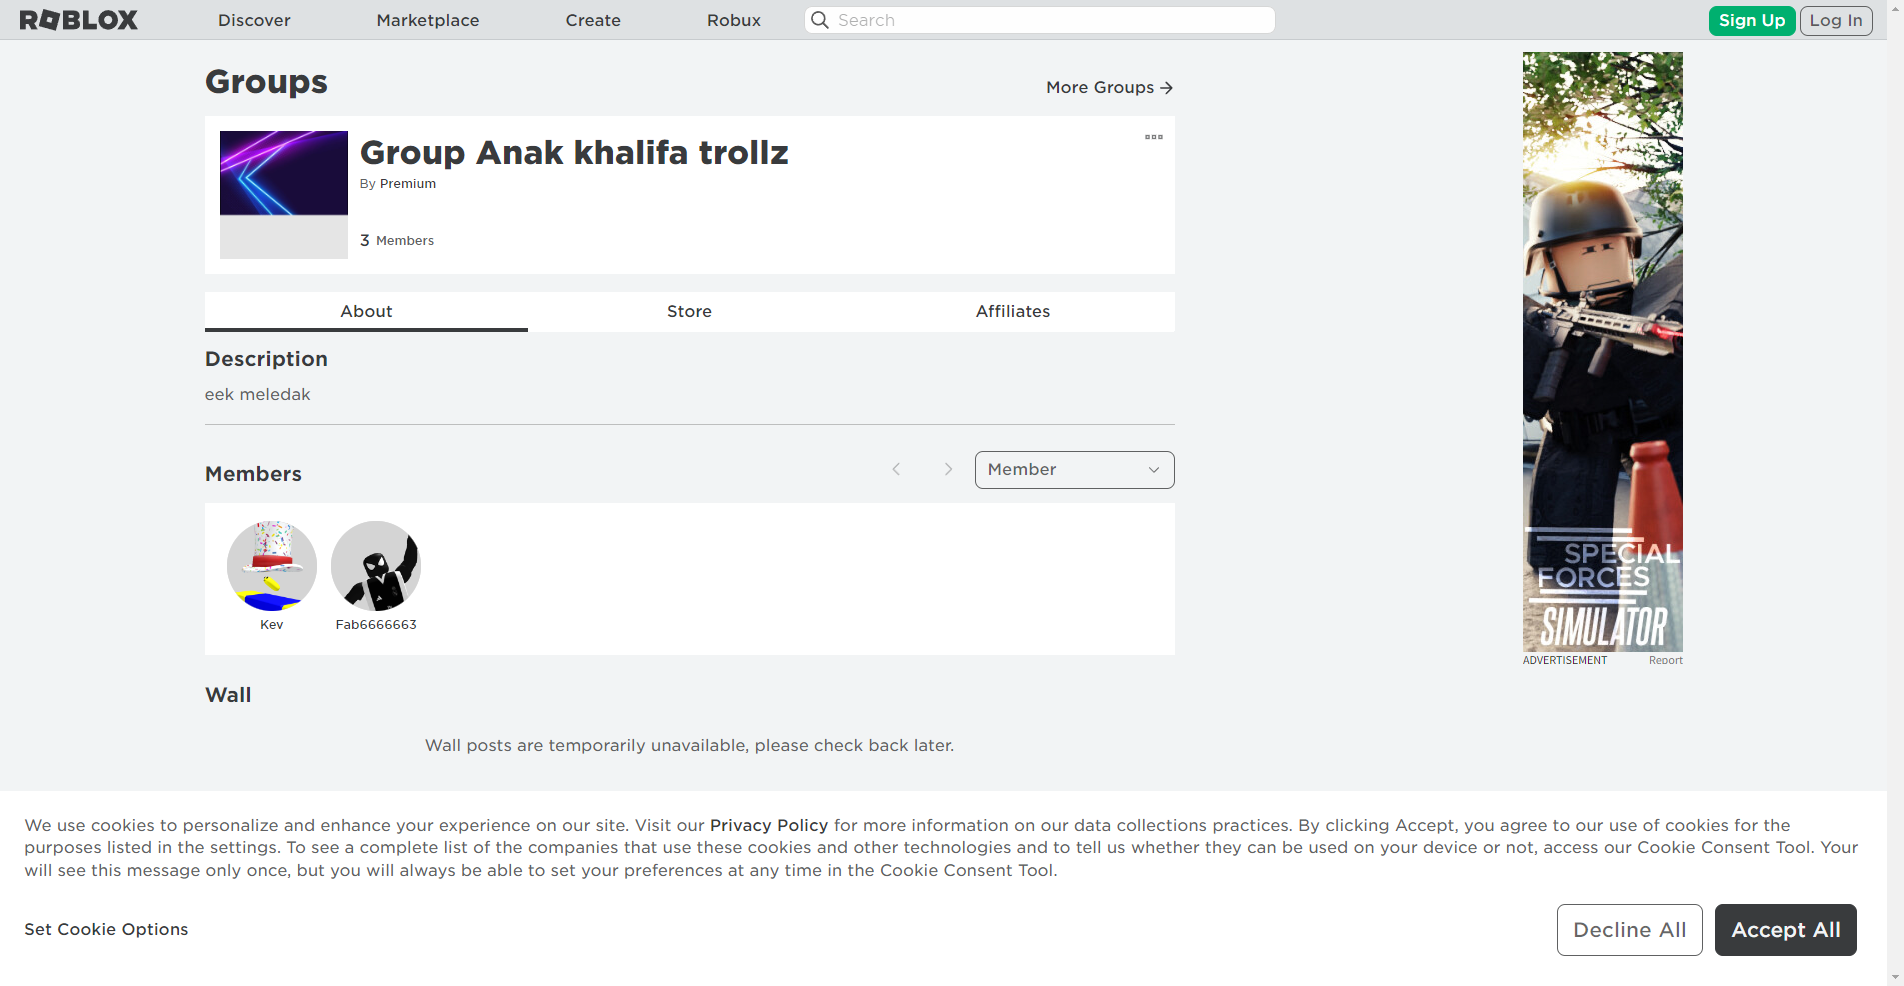 ROBLOX
Discover
Marketplace
Create
Robux
Search
Sign Up
Log In
Groups
More Groups
Group Anak khalifa trollz
By Premium
3 Members
About
Store
Affiliates
Description
eek meledak
Members
Member
Kev
Fab6666663
Wall
Wall posts are temporarily unavailable, please check back later.
SPECIAL
FORCES
SIMULATOR
ADVERTISEMENT
Report
We use cookies to personalize and enhance your experience on our site. Visit our Privacy Policy for more information on our data collections practices. By clicking Accept, you agree to our use of cookies for the
purposes listed in the settings. To see a complete list of the companies that use these cookies and other technologies and to tell us whether they can be used on your device or not, access our Cookie Consent Tool. Your
will see this message only once, but you will always be able to set your preferences at any time in the Cookie Consent Tool.
Set Cookie Options
Decline All
Accept All